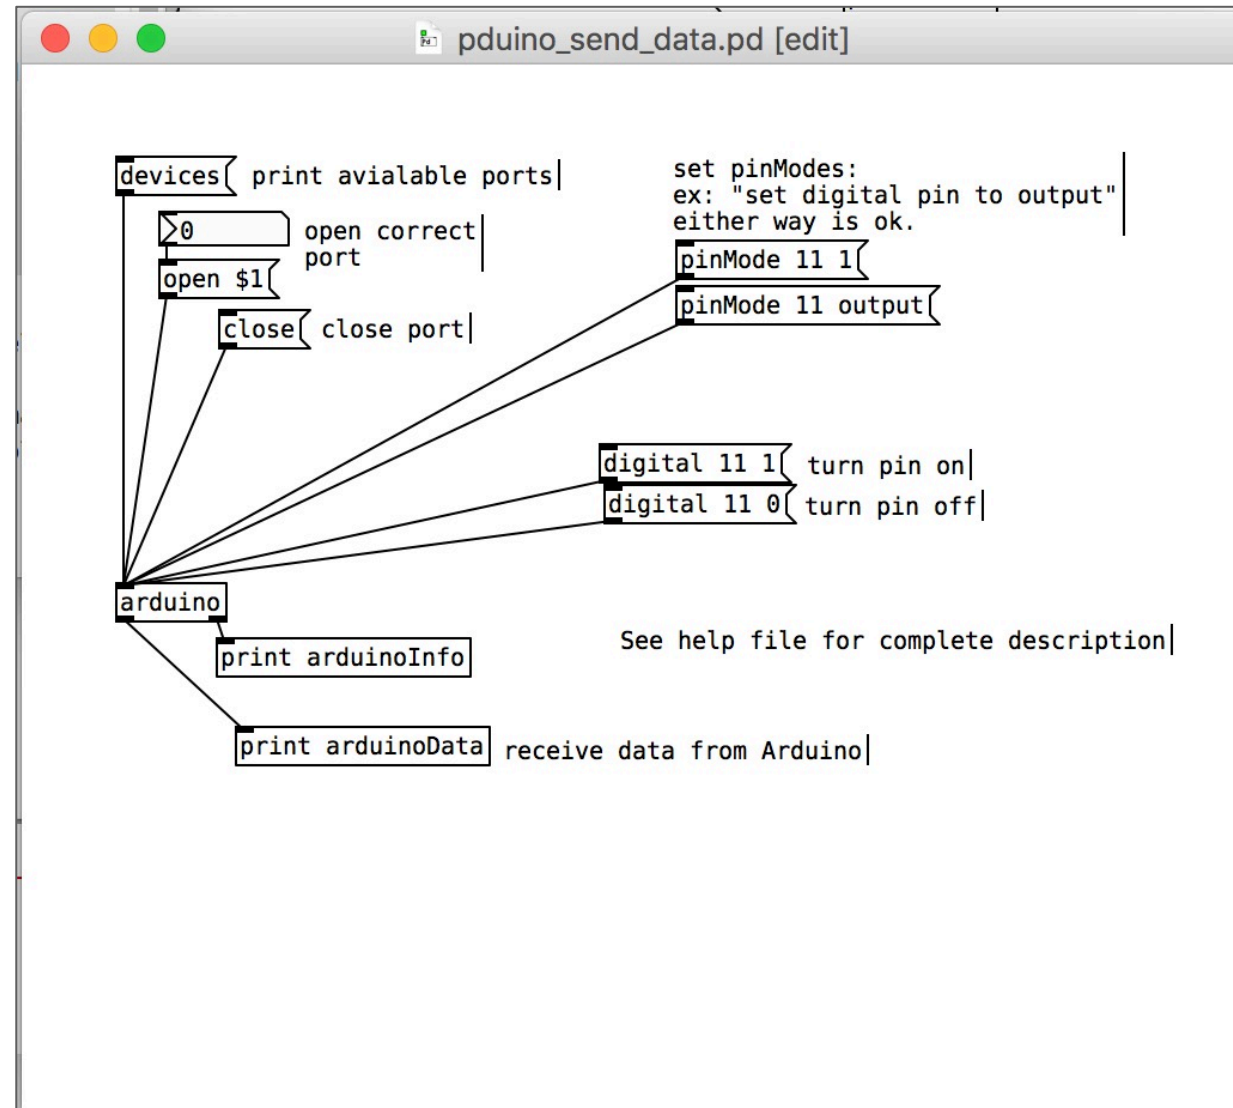 pduino_send_data.pd [edit]
devices
print avialable ports
0
open correct
port
open $1
close
close port
set pinModes:
ex: "set digital pin to output"
either way is ok.
pinMode 11 1
pinMode 11 output
digital 11 1
turn pin on
digital 11 0
turn pin off
arduino
print arduinoInfo
See help file for complete description
print arduinoData
receive data from Arduino